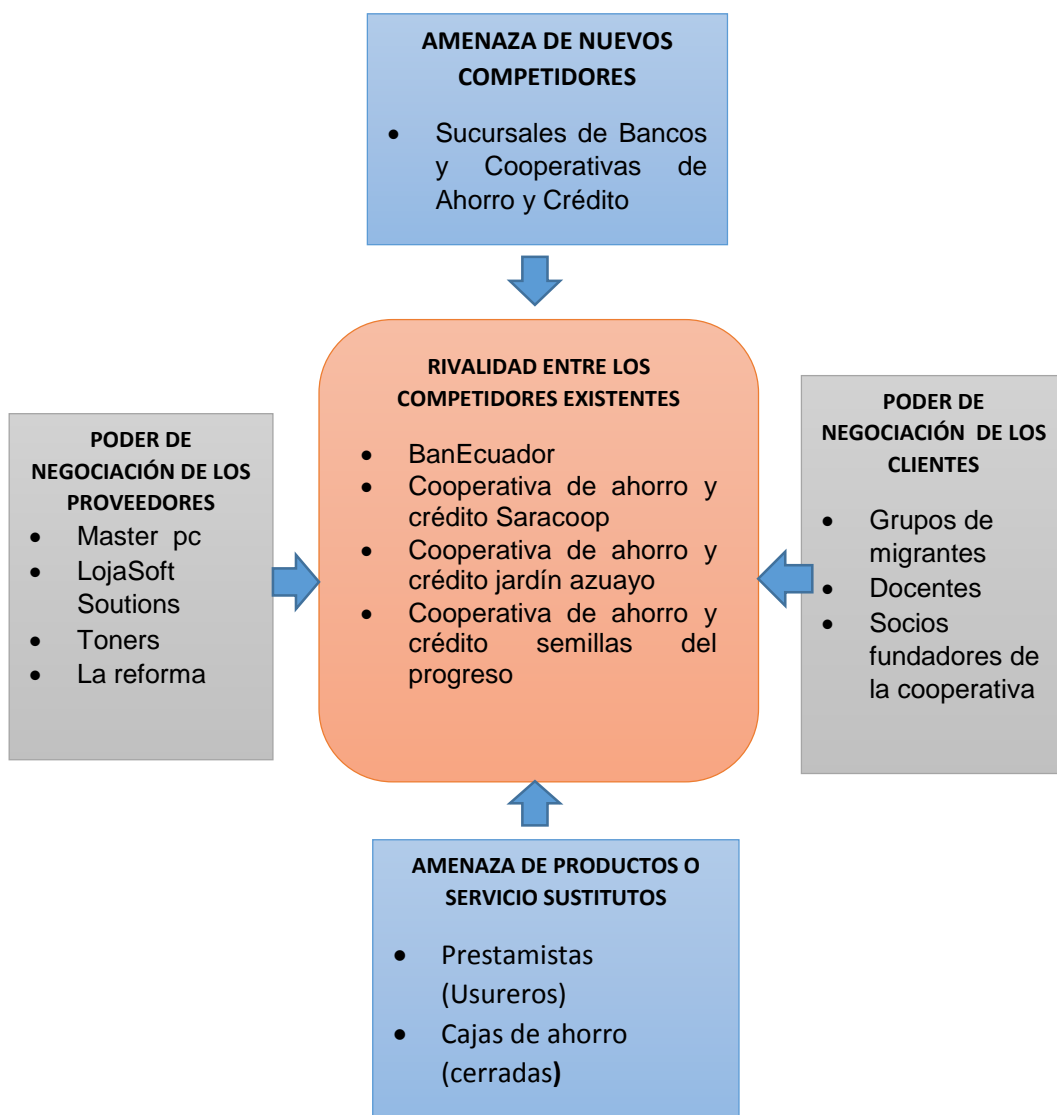 AMENAZA DE NUEVOS
COMPETIDORES
• Sucursales de Bancos
y Cooperativas de
Ahorro y Crédito
RIVALIDAD ENTRE LOS
COMPETIDORES EXISTENTES
• BanEcuador
• Cooperativa de ahorro y
crédito Saracoop
• Cooperativa de ahorro y
crédito jardín azuayo
• Cooperativa de ahorro y
crédito semillas del
progreso
PODER DE
NEGOCIACIÓN DE LOS
PROVEEDORES
• Master pc
• LojaSoft
Soutions
• Toners
• La reforma
PODER DE
NEGOCIACIÓN DE LOS
CLIENTES
• Grupos de
migrantes
• Docentes
• Socios
fundadores de
la cooperativa
AMENAZA DE PRODUCTOS O
SERVICIO SUSTITUTOS
• Prestamistas
(Usureros)
• Cajas de ahorro
(cerradas)